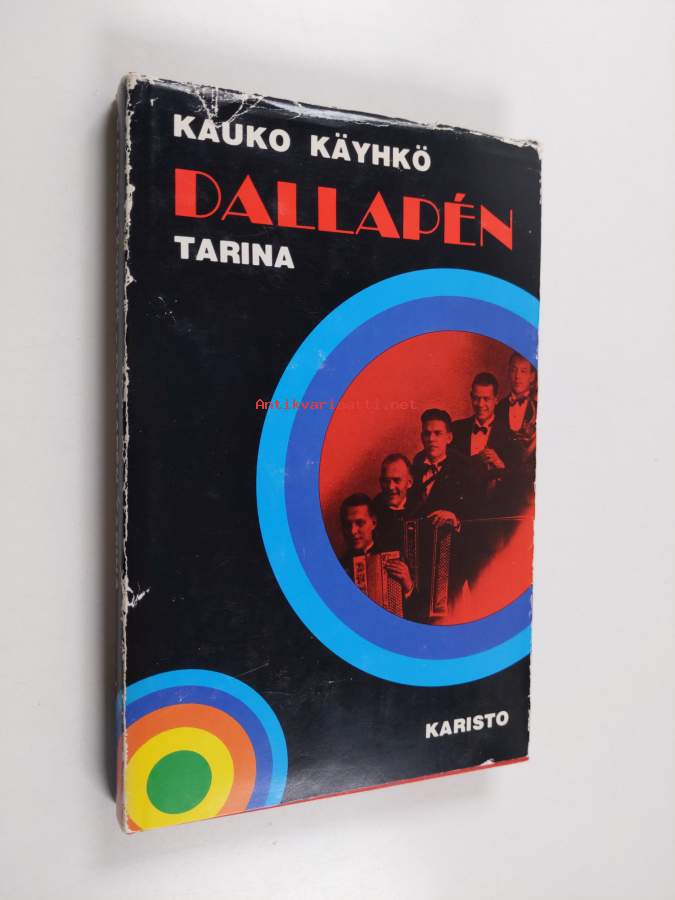 KAUKO KÄYHKÖ
DALLAPÉN
TARINA
Antikvariaatti.net
KARISTO